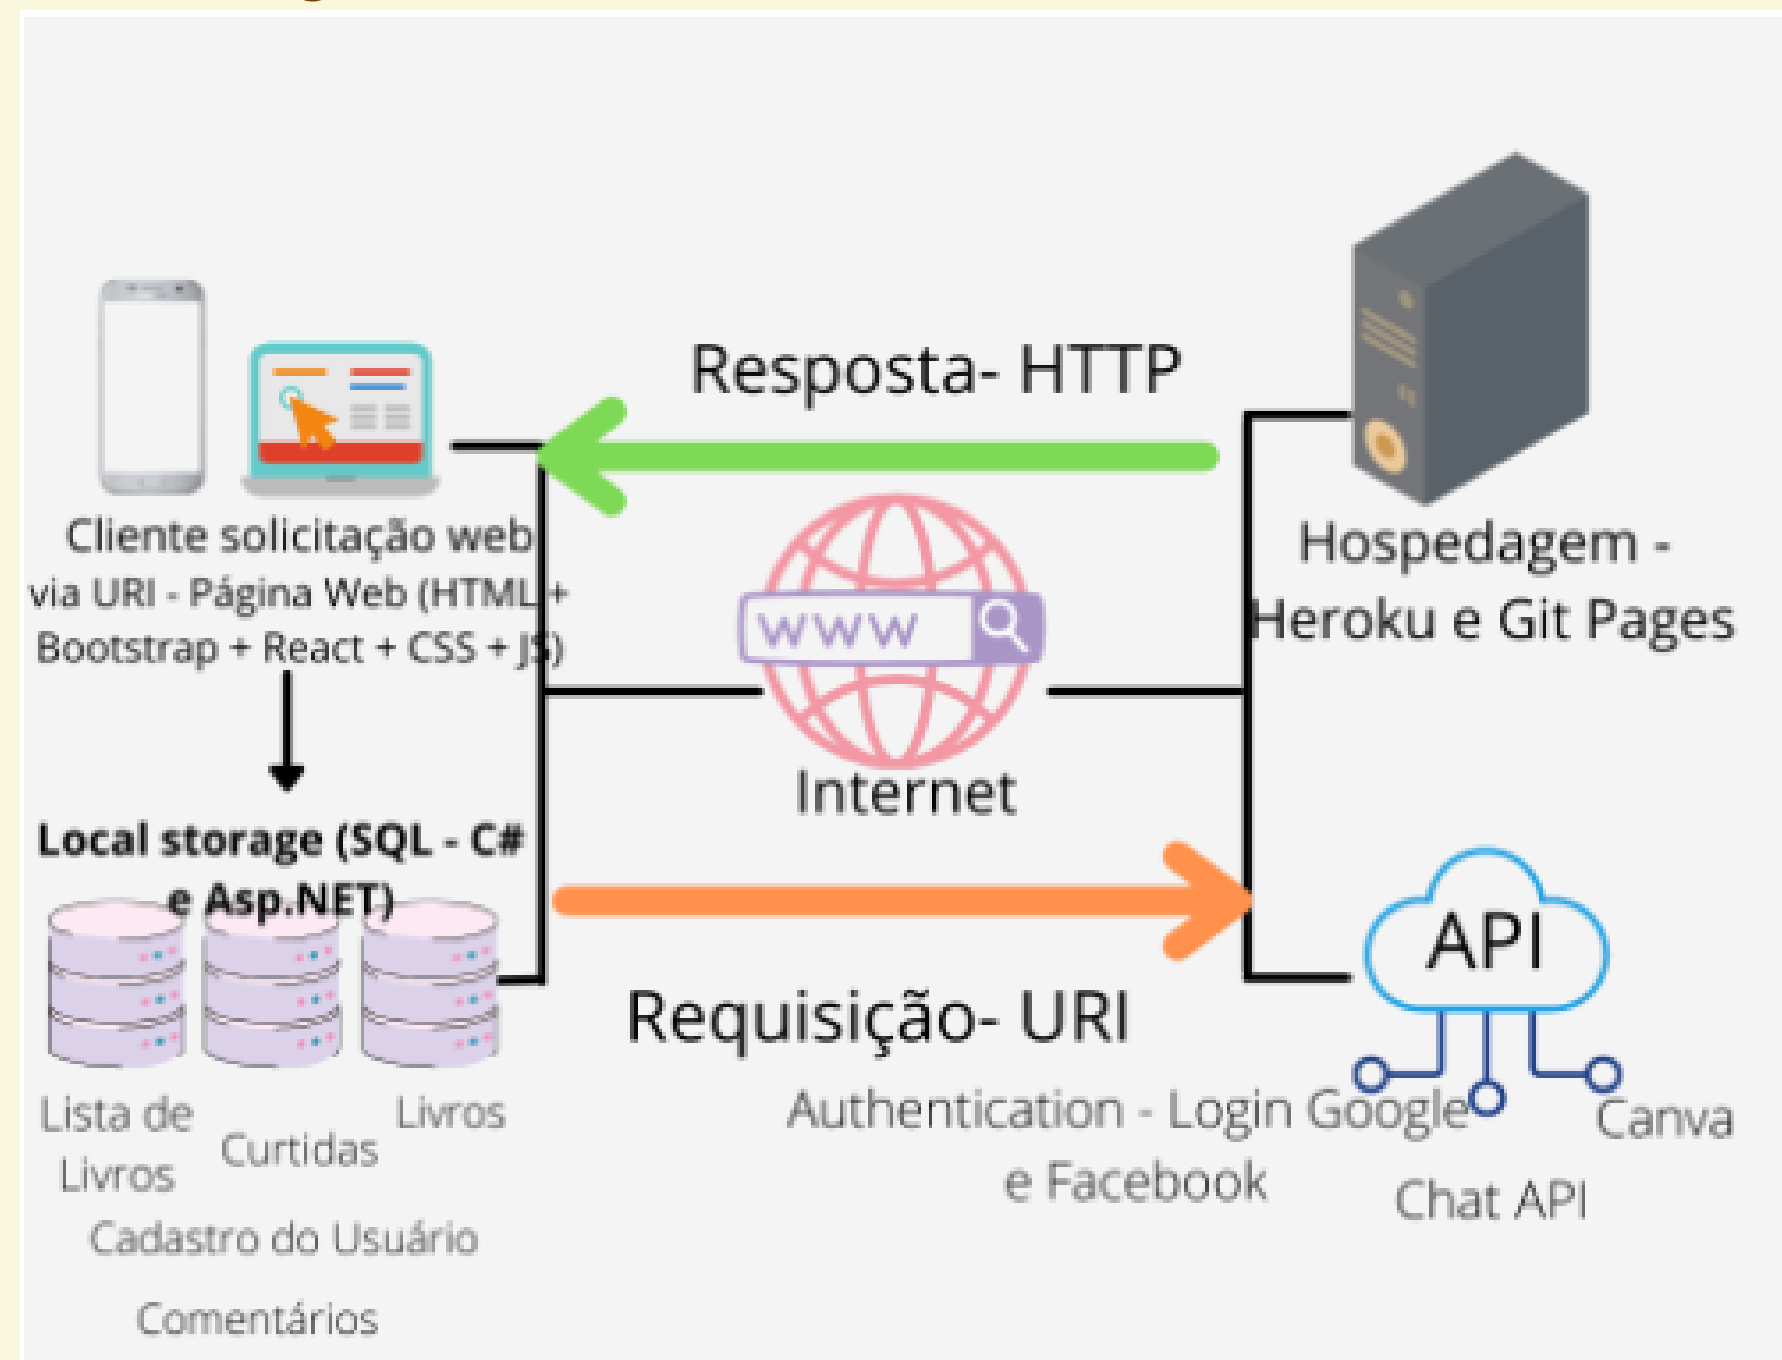 Resposta- HTTP
Cliente solicitação web
via URI - Página Web (HTML +
Bootstrap + React + CSS + JS)
Hospedagem -
Heroku e Git Pages
www
Internet
Local storage (SQL - C#
e Asp.NET)
API
Requisição- URI
Lista de
Livros
Curtidas
Livros
Cadastro do Usuário
Comentários
Authentication - Login Google
e Facebook
Chat API
Canva